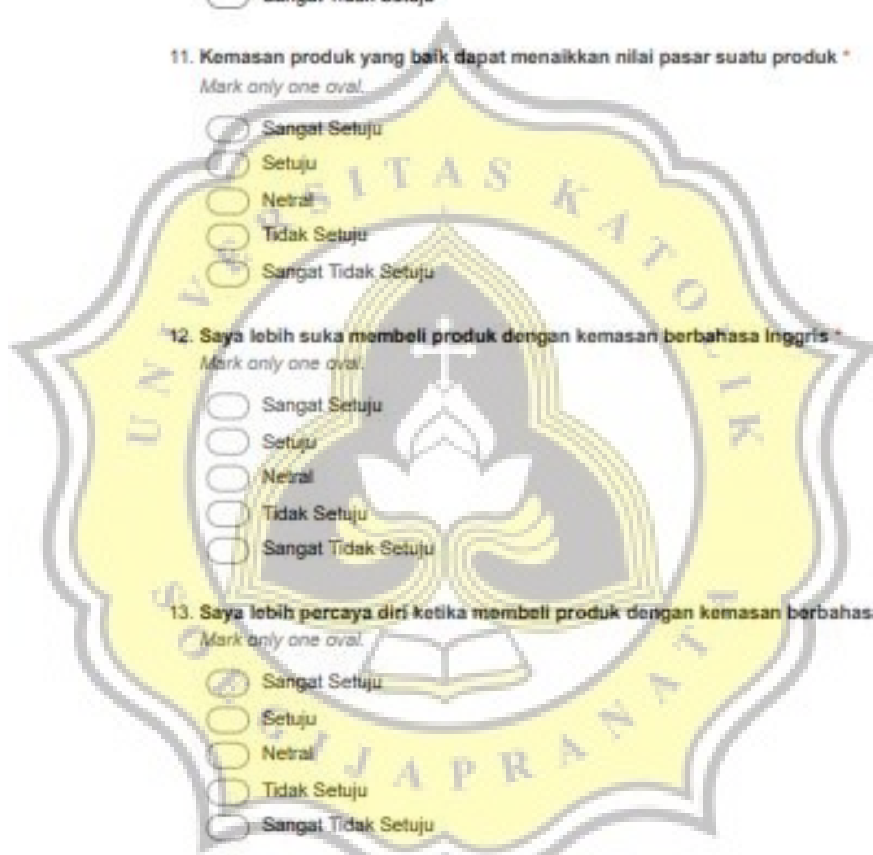 Sangat Tidak Setuju
11. Kemasan produk yang baik dapat menaikkan nilai pasar suatu produk *
Mark only one oval.
Sangat Setuju
Setuju
Netral
Tidak Setuju
Sangat Tidak Setuju
12. Saya lebih suka membeli produk dengan kemasan berbahasa Inggris *
Mark only one oval.
Sangat Setuju
Setuju
Netral
Tidak Setuju
Sangat Tidak Setuju
13. Saya lebih percaya diri ketika membeli produk dengan kemasan berbahas
Mark only one oval.
Sangat Setuju
Setuju
Netral
Tidak Setuju
Sangat Tidak Setuju
UNIVERSITAS KATOLIK
SOEGIJAPRANATA